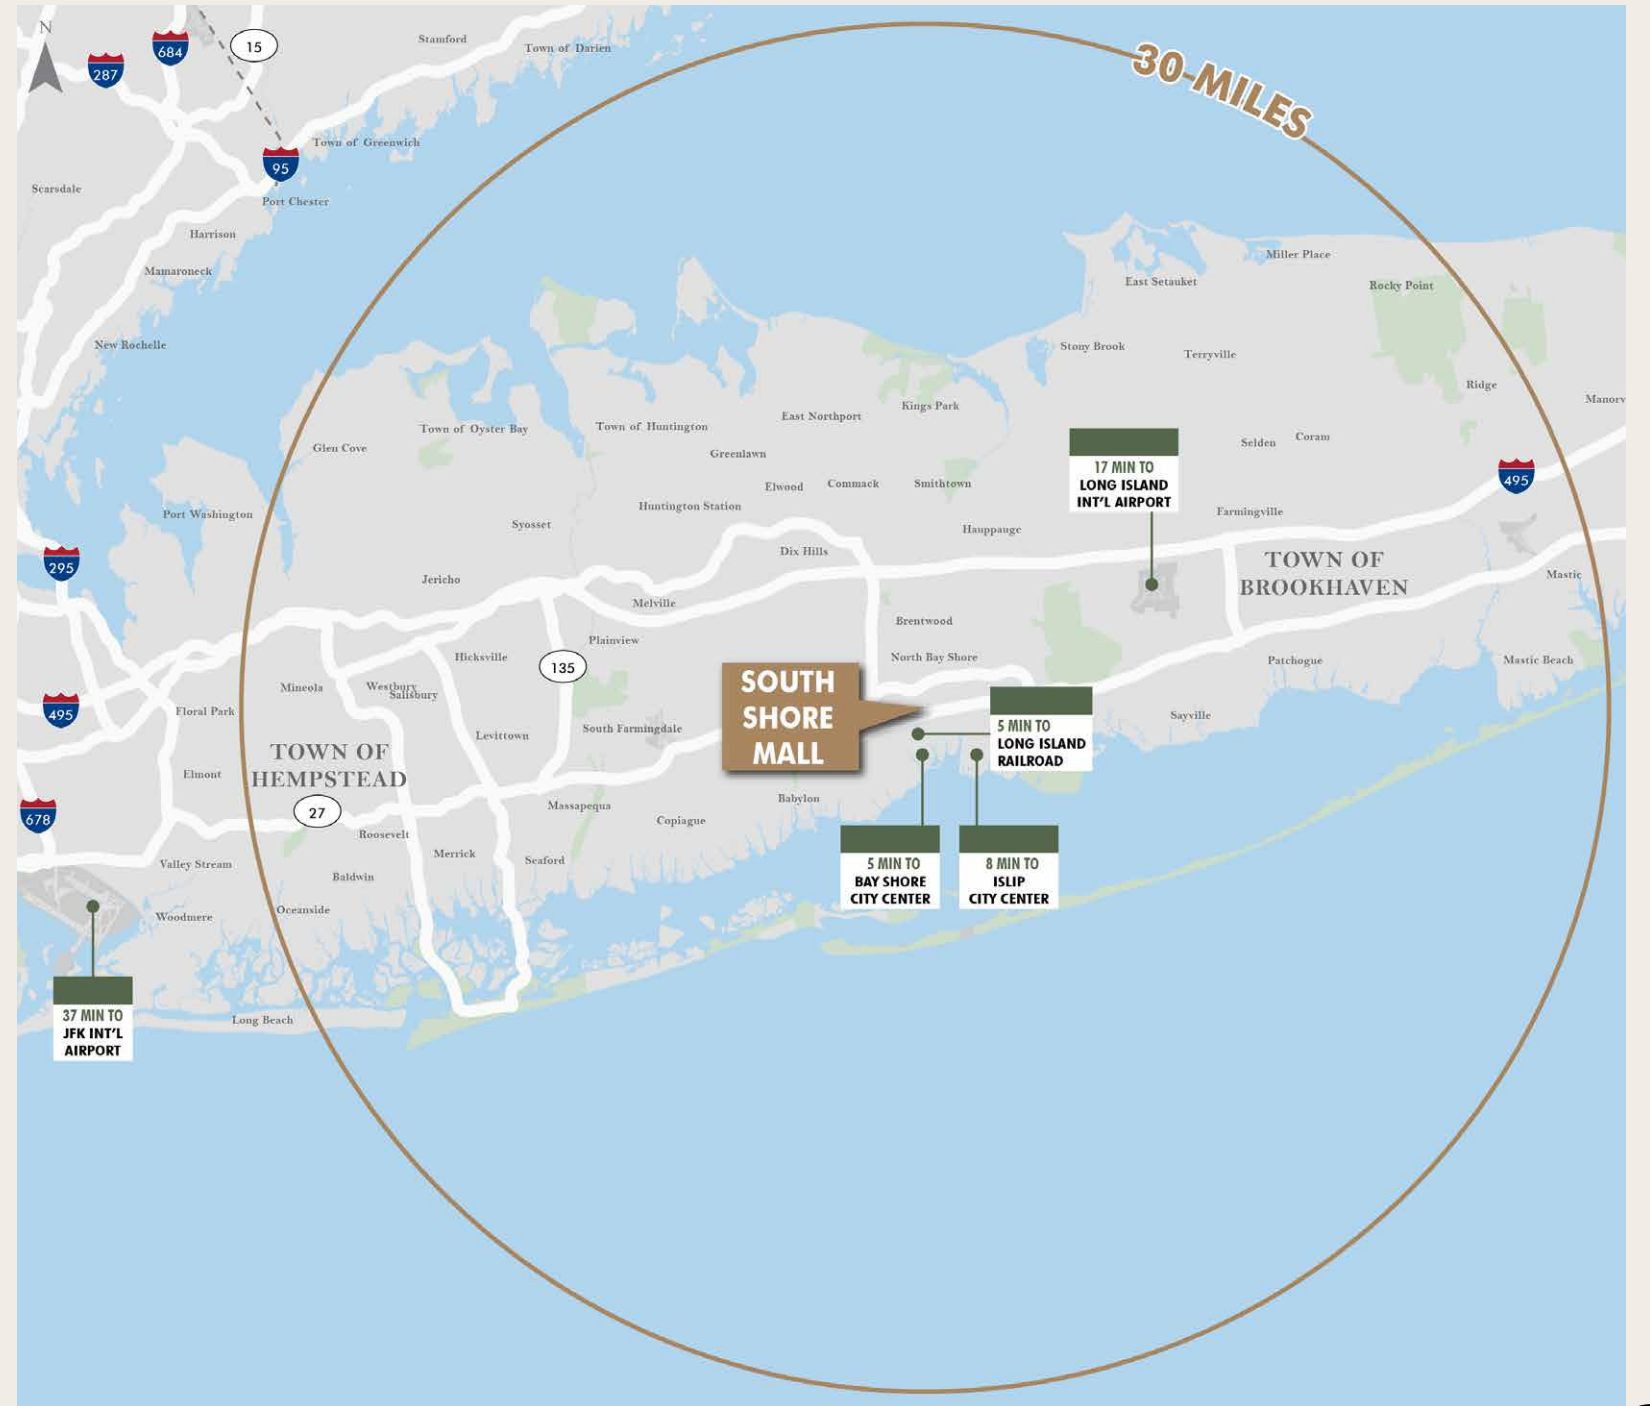 N
684
15
287
Stamford
Town of Darien
30-MILES
Town of Greenwich
95
Scarsdale
Port Chester
Harrison
Mamaroneck
Miller Place
East Setauket
Rocky Point
New Rochelle
Stony Brook
Terryville
Ridge
Manorv
Kings Park
East Northport
Town of Oyster Bay
Town of Huntington
Glen Cove
Greenlawn
Selden
Coram
17 MIN TO
LONG ISLAND
INT'L AIRPORT
495
Elwood
Commack
Smithtown
Huntington Station
Port Washington
Syosset
Farmingville
Hauppauge
Dix Hills
295
TOWN OF
BROOKHAVEN
Jericho
Mastic
Melville
Brentwood
Plainview
Hicksville
135
North Bay Shore
Patchogue
Mastic Beach
SOUTH
SHORE
MALL
Mineola
Westbury
Salisbury
495
Floral Park
Sayville
5 MIN TO
LONG ISLAND
RAILROAD
South Farmingdale
Levittown
TOWN OF
HEMPSTEAD
Elmont
Massapequa
Babylon
27
678
Copiague
Roosevelt
Merrick
Seaford
Valley Stream
Baldwin
5 MIN TO
BAY SHORE
CITY CENTER
8 MIN TO
ISLIP
CITY CENTER
Oceanside
Woodmere
Long Beach
37 MIN TO
JFK INT'L
AIRPORT